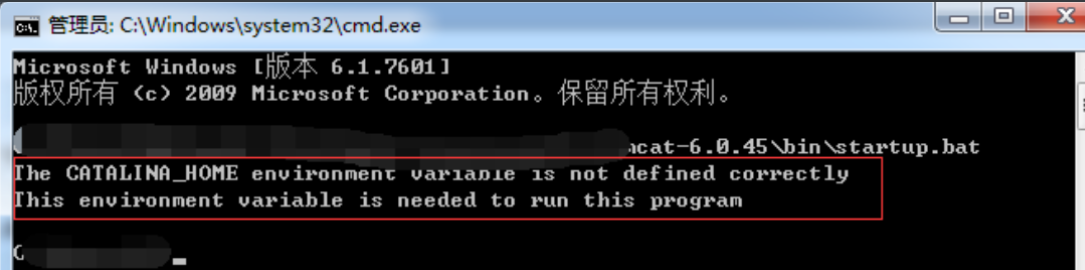 管理员: C:\Windows\system32\cmd.exe
Microsoft Windows [版本 6.1.7601]
版权所有 (c) 2009 Microsoft Corporation。保留所有权利。
cat-6.0.45\bin\startup.bat
The CATALINA_HOME environment variable is not defined correctly
This environment variable is needed to run this program